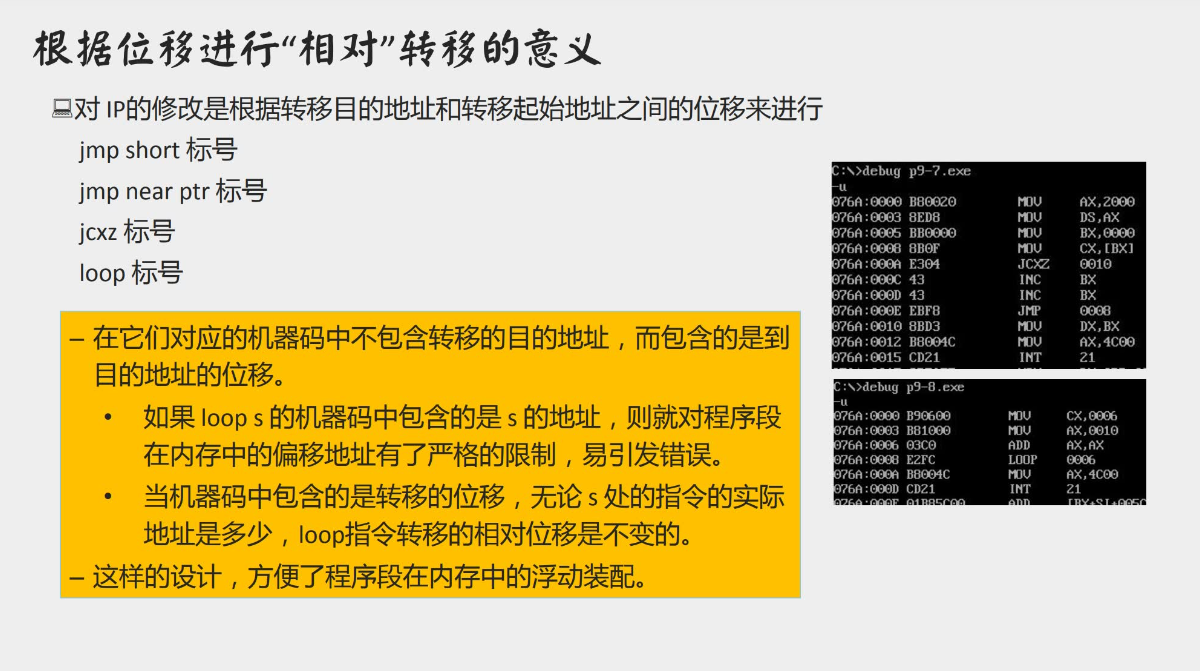 根据位移进行“相对”转移的意义
对 IP的修改是根据转移目的地址和转移起始地址之间的位移来进行
jmp short 标号
jmp near ptr 标号
jcxz 标号
loop 标号
– 在它们对应的机器码中不包含转移的目的地址，而包含的是到
目的地址的位移。
• 如果 loop s 的机器码中包含的是 s 的地址，则就对程序段
在内存中的偏移地址有了严格的限制，易引发错误。
• 当机器码中包含的是转移的位移，无论 s 处的指令的实际
地址是多少，loop指令转移的相对位移是不变的。
– 这样的设计，方便了程序段在内存中的浮动装配。
C:\>debug p9-7.exe
-u
076A:0000 B80020 MOV AX,2000
076A:0003 8ED8 MOV DS,AX
076A:0005 BB0000 MOV BX,0000
076A:0008 8B0F MOV CX,[BX]
076A:000A E304 JCXZ 0010
076A:000C 43 INC BX
076A:000D 43 INC BX
076A:000E EBF8 JMP 0008
076A:0010 8BD3 MOV DX,BX
076A:0012 B8004C MOV AX,4C00
076A:0015 CD21 INT 21
C:\>debug p9-8.exe
-u
076A:0000 B90600 MOV CX,0006
076A:0003 B81000 MOV AX,0010
076A:0006 03C0 ADD AX,AX
076A:0008 E2FC LOOP 0006
076A:000A B8004C MOV AX,4C00
076A:000D CD21 INT 21
076A:000F 01B85C00 ADD